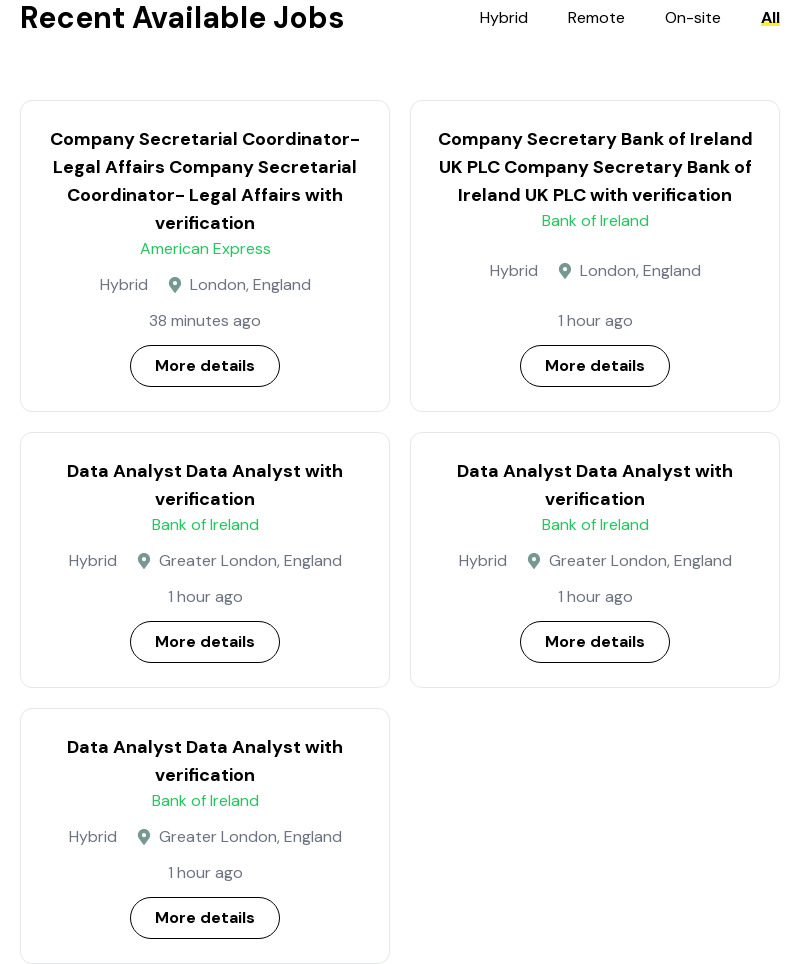 Recent Available Jobs
Hybrid Remote On-site All
Company Secretarial Coordinator-
Legal Affairs Company Secretarial
Coordinator- Legal Affairs with
verification
American Express
Hybrid London, England
38 minutes ago
More details
Company Secretary Bank of Ireland
UK PLC Company Secretary Bank of
Ireland UK PLC with verification
Bank of Ireland
Hybrid London, England
1 hour ago
More details
Data Analyst Data Analyst with
verification
Bank of Ireland
Hybrid Greater London, England
1 hour ago
More details
Data Analyst Data Analyst with
verification
Bank of Ireland
Hybrid Greater London, England
1 hour ago
More details
Data Analyst Data Analyst with
verification
Bank of Ireland
Hybrid Greater London, England
1 hour ago
More details